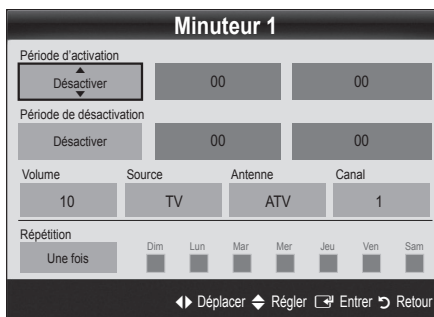 Minuteur 1
Période d'activation
Désactiver 00 00
Période de désactivation
Désactiver 00 00
Volume Source Antenne Canal
10 TV ATV 1
Répétition
Dim Lun Mar Mer Jeu Ven Sam
Une fois
Déplacer Régler Entrer Retour